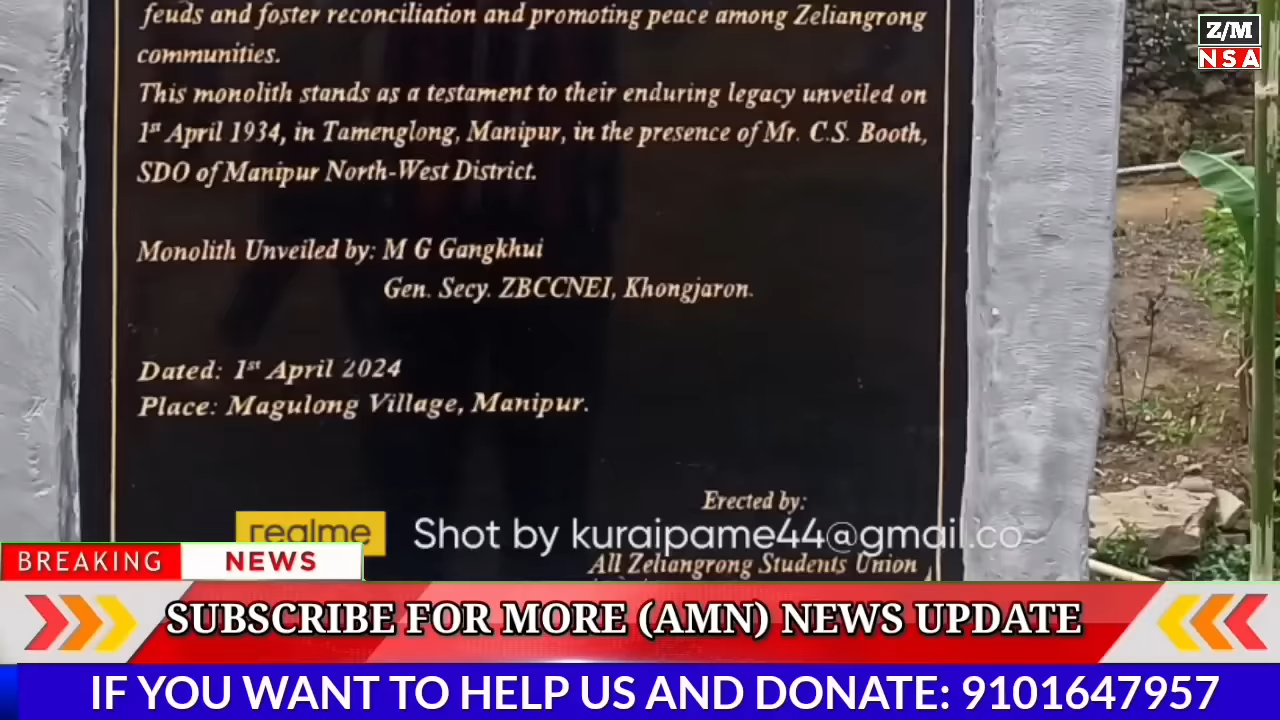 feuds and foster reconciliation and promoting peace among Zeliangrong
communities.
This monolith stands as a testament to their enduring legacy unveiled on
1st April 1934, in Tamenglong, Manipur, in the presence of Mr. C.S. Booth,
SDO of Manipur North-West District.
Monolith Unveiled by: M G Gangkhui
Gen. Secy. ZBCCNEI, Khongjaron.
Dated: 1st April 2024
Place: Magulong Village, Manipur.
Erected by:
All Zeliangrong Students Union
realme Shot by kuraipame44@gmail.co
Z/M
NSA
BREAKING NEWS
SUBSCRIBE FOR MORE (AMN) NEWS UPDATE
IF YOU WANT TO HELP US AND DONATE: 9101647957